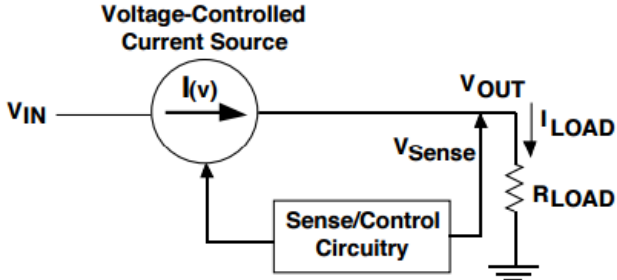 Voltage-Controlled
Current Source
I(v)
VIN
VOUT
ILOAD
VSense
RLOAD
Sense/Control
Circuitry